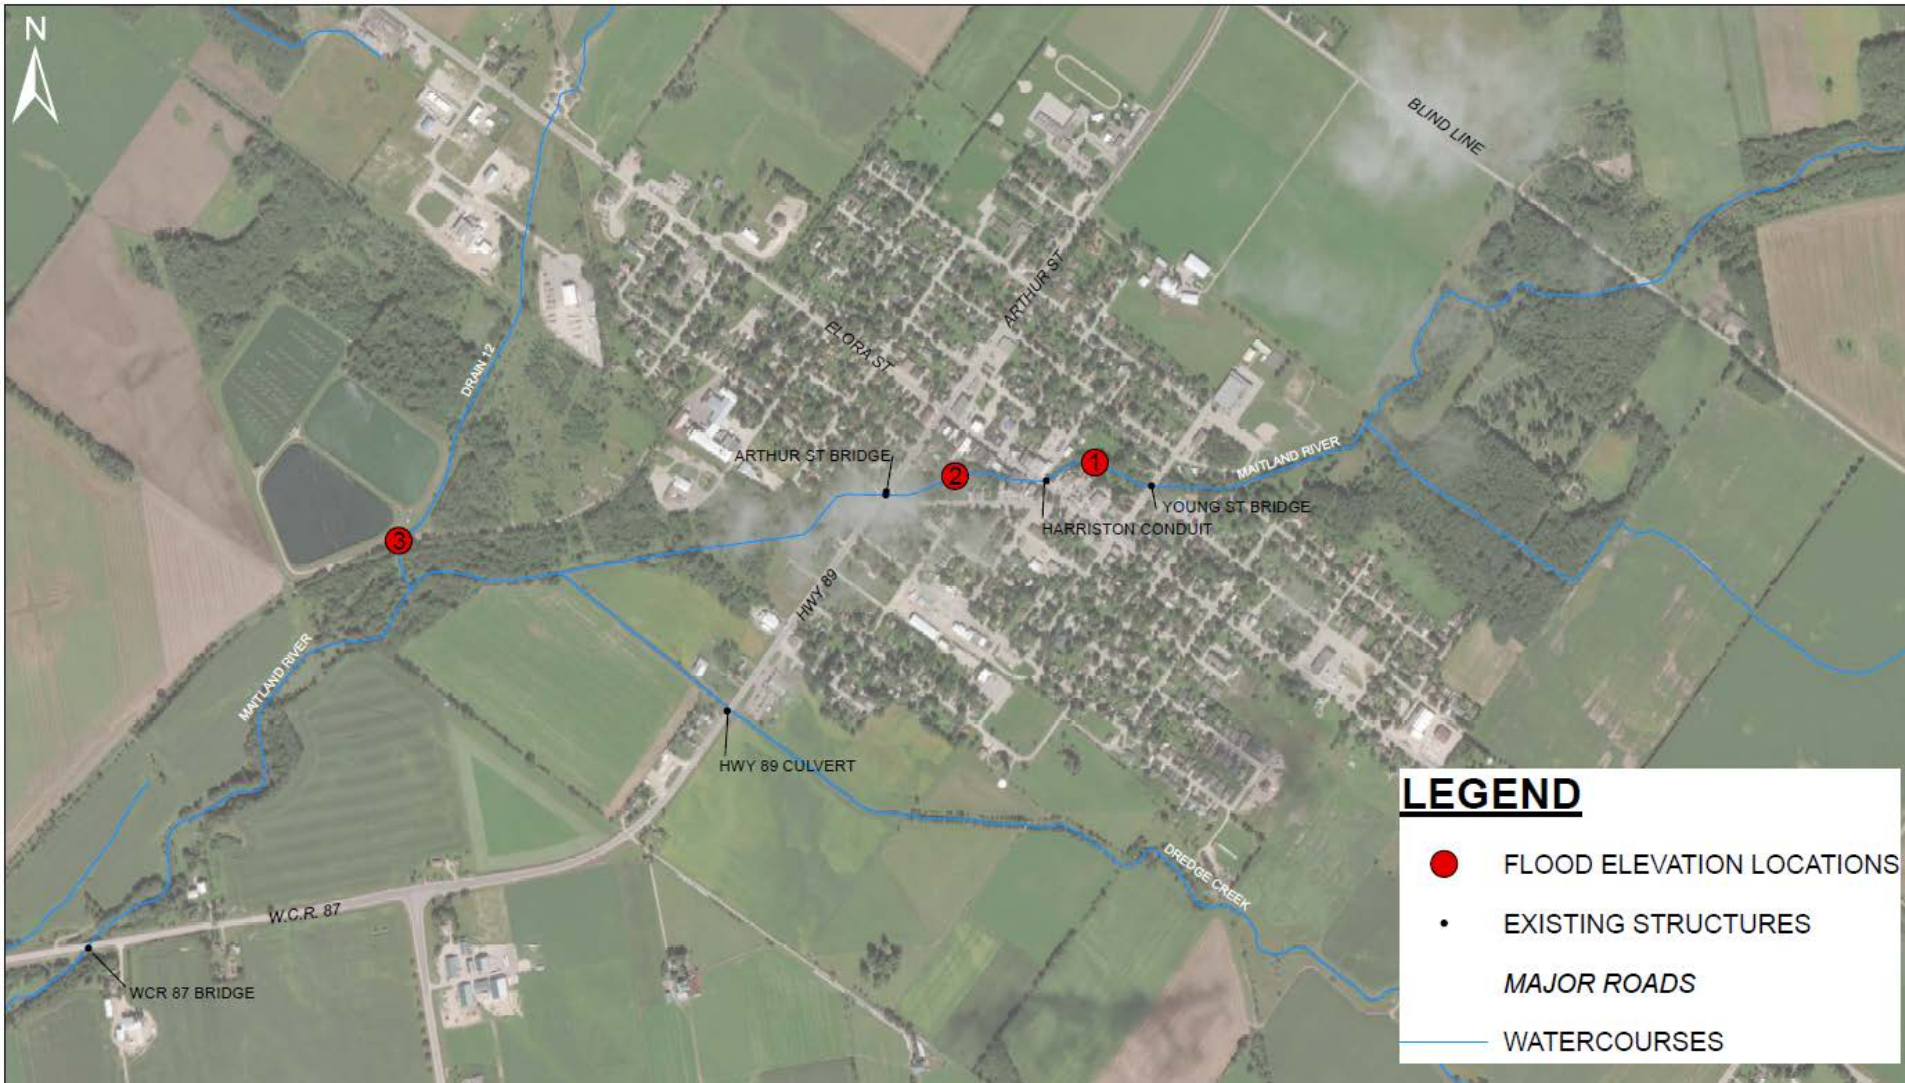 N
BLIND LINE
ARTHUR ST
ELORA ST
DRAIN 12
ARTHUR ST BRIDGE
MAITLAND RIVER
1
2
YOUNG ST BRIDGE
HARRISTON CONDUIT
3
HWY 89
MAITLAND RIVER
HWY 89 CULVERT
DREDGE CREEK
W.C.R. 87
WCR 87 BRIDGE
LEGEND
FLOOD ELEVATION LOCATIONS
EXISTING STRUCTURES
MAJOR ROADS
WATERCOURSES